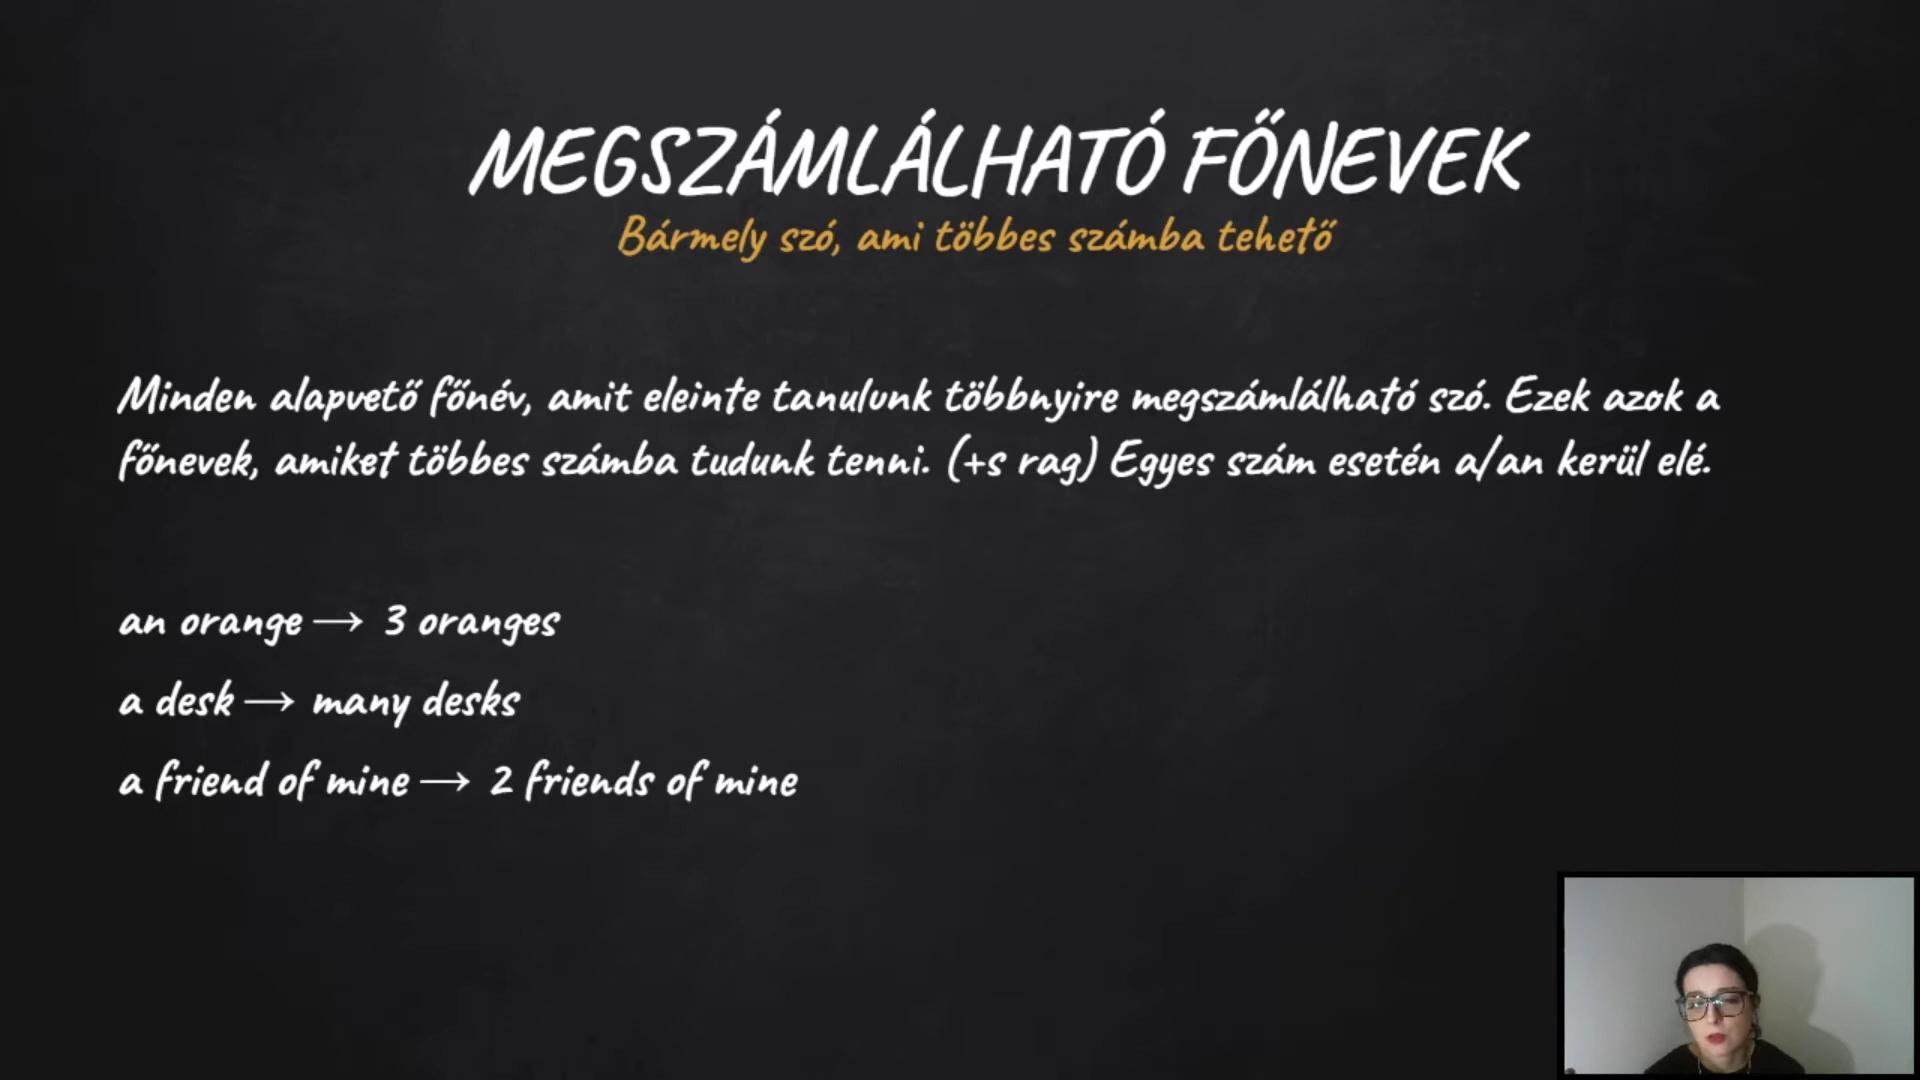 MEGSZÁMLÁLHATÓ FŐNEVEK
Bármely szó, ami többes számba tehető
Minden alapvető főnév, amit eleinte tanulunk többnyire megszámlálható szó. Ezek azok a
főnevek, amiket többes számba tudunk tenni. (+s rag) Egyes szám esetén a/an kerül elé.
an orange → 3 oranges
a desk → many desks
a friend of mine → 2 friends of mine